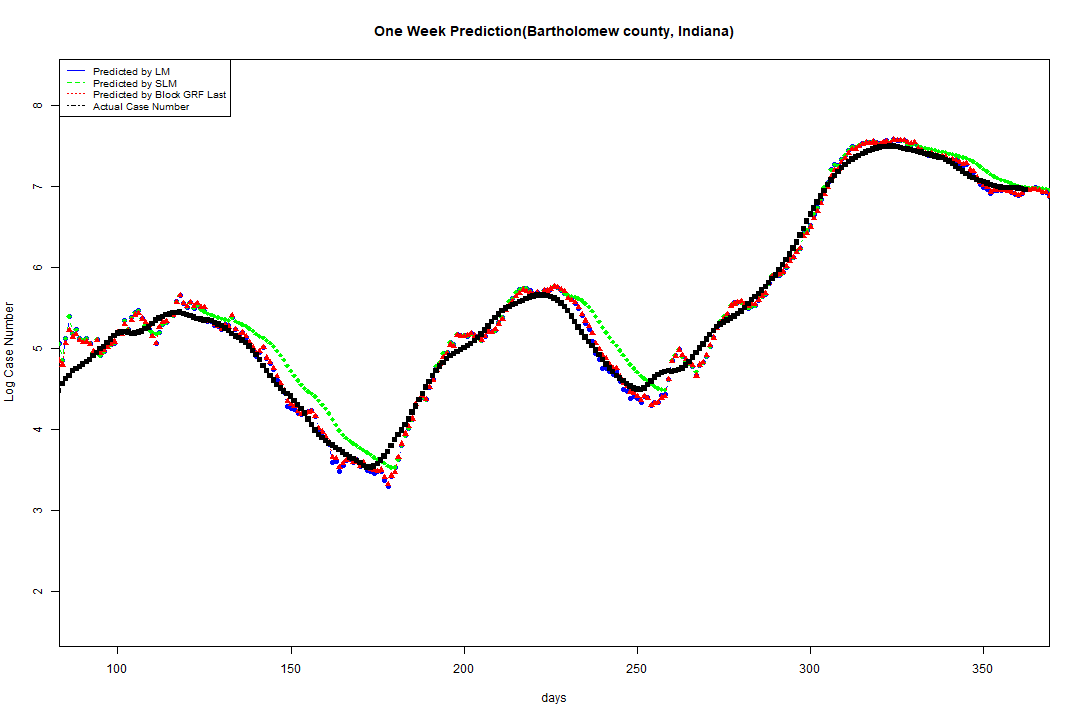 One Week Prediction(Bartholomew county, Indiana)
Predicted by LM
Predicted by SLM
Predicted by Block GRF Last
Actual Case Number
8
7
6
5
4
3
2
Log Case Number
100 150 200 250 300 350
days